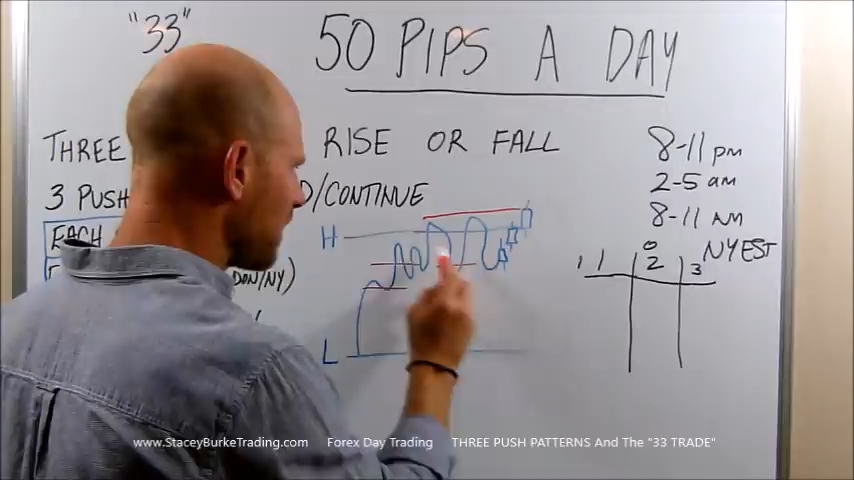 "33"
50 PIPS A DAY
THREE RISE OR FALL
3 PUSH D/CONTINUE
EACH
DON/NY)
H
L
8-11 pm
2-5 am
8-11 AM
NY EST
1 2 3
www.StaceyBurkeTrading.com Forex Day Trading THREE PUSH PATTERNS And The "33 TRADE"